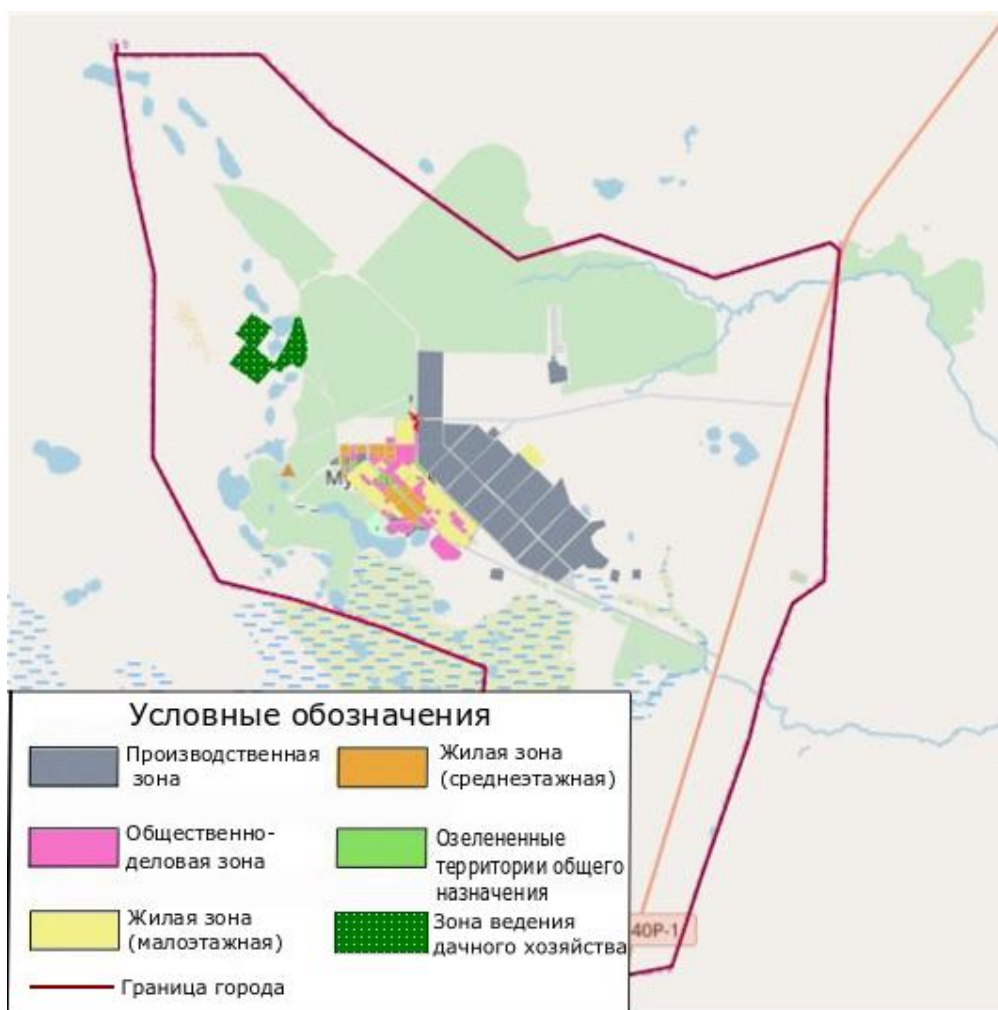 Му
Условные обозначения
Производственная
зона
Жилая зона
(среднеэтажная)
Общественно-
деловая зона
Озелененные
территории общего
назначения
Жилая зона
(малоэтажная)
Зона ведения
дачного хозяйства
Граница города
40Р-1